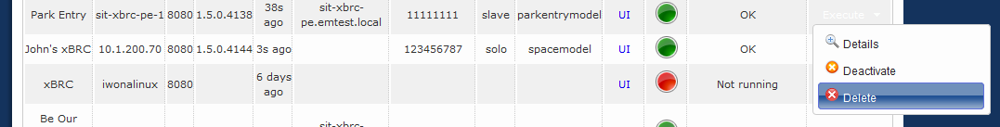 Park Entry sit-xbrc-pe-1 8080 1.5.0.4138 38s ago sit-xbrc-pe.emtest.local 11111111 slave parkentrymodel UI OK Execute
John's xBRC 10.1.200.70 8080 1.5.0.4144 3s ago 123456787 solo spacemodel UI OK
xBRC iwonalinux 8080 6 days ago UI Not running
Be Our sit-xbrc-
Details
Deactivate
Delete